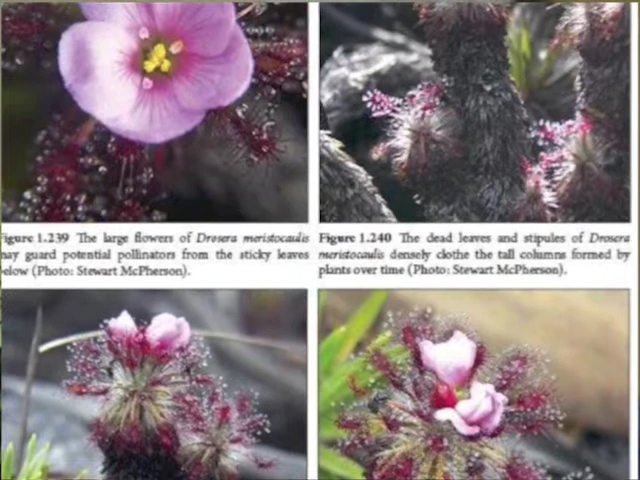 igure 1.239 The large flowers of Drosera meristocaulis
may guard potential pollinators from the sticky leaves
elow (Photo: Stewart McPherson).
Figure 1.240 The dead leaves and stipules of Drosera
meristocaulis densely clothe the tall columns formed by
plants over time (Photo: Stewart McPherson).